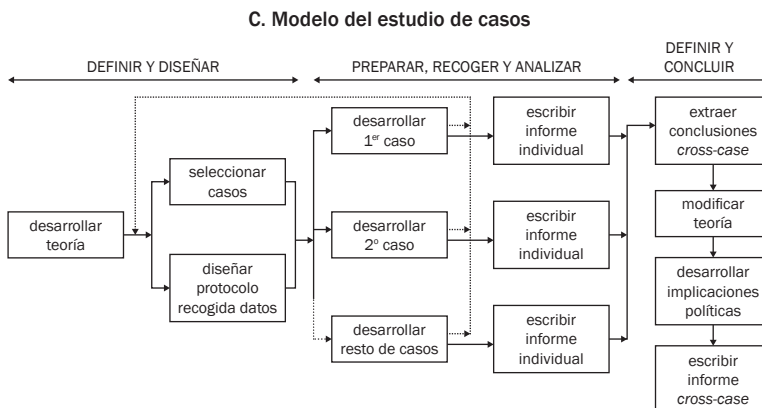 C. Modelo del estudio de casos
DEFINIR Y DISEÑAR
PREPARAR, RECOGER Y ANALIZAR
DEFINIR Y
CONCLUIR
desarrollar
teoría
seleccionar
casos
diseñar
protocolo
recogida datos
desarrollar
1er caso
desarrollar
2º caso
desarrollar
resto de casos
escribir
informe
individual
escribir
informe
individual
escribir
informe
individual
extraer
conclusiones
cross-case
modificar
teoría
desarrollar
implicaciones
políticas
escribir
informe
cross-case